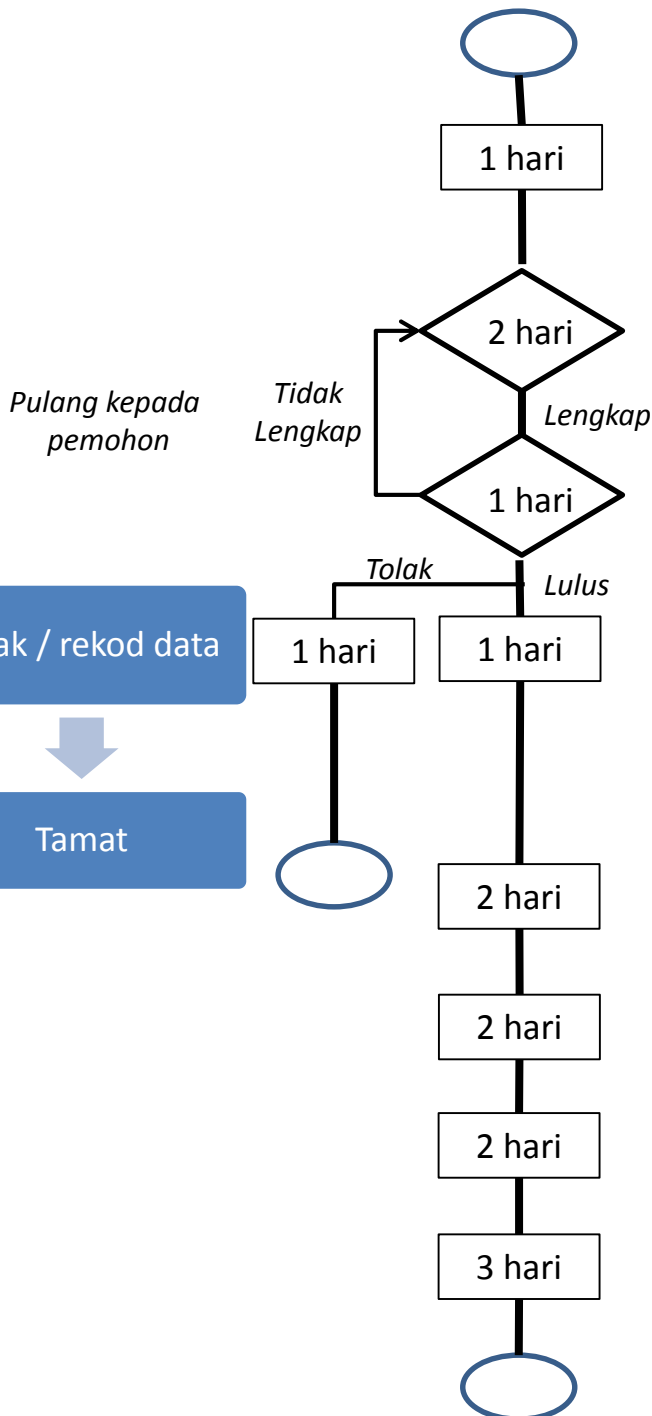 1 hari
2 hari
Pulang kepada
pemohon
Tidak
Lengkap
Lengkap
1 hari
Tolak
Lulus
/ rekod data
1 hari
1 hari
Tamat
2 hari
2 hari
2 hari
3 hari